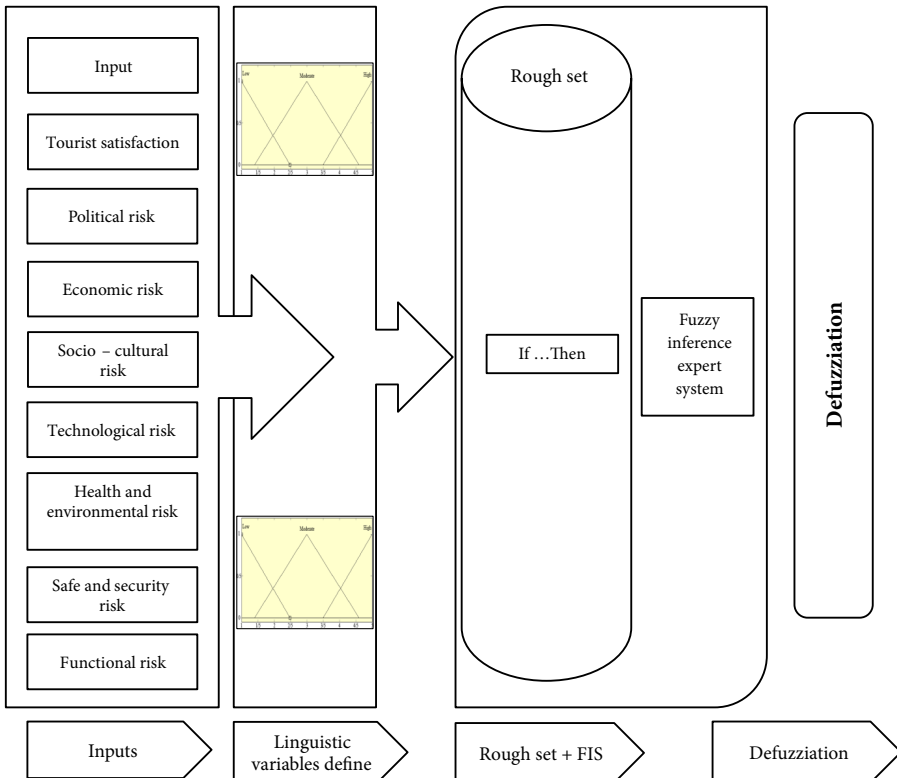 Input
Tourist satisfaction
Political risk
Economic risk
Socio – cultural
risk
Technological risk
Health and
environmental risk
Safe and security
risk
Functional risk
Low
Moderate
High
Low
Moderate
High
Rough set
If …Then
Fuzzy
inference
expert
system
Defuzziation
Inputs
Linguistic
variables define
Rough set + FIS
Defuzziation